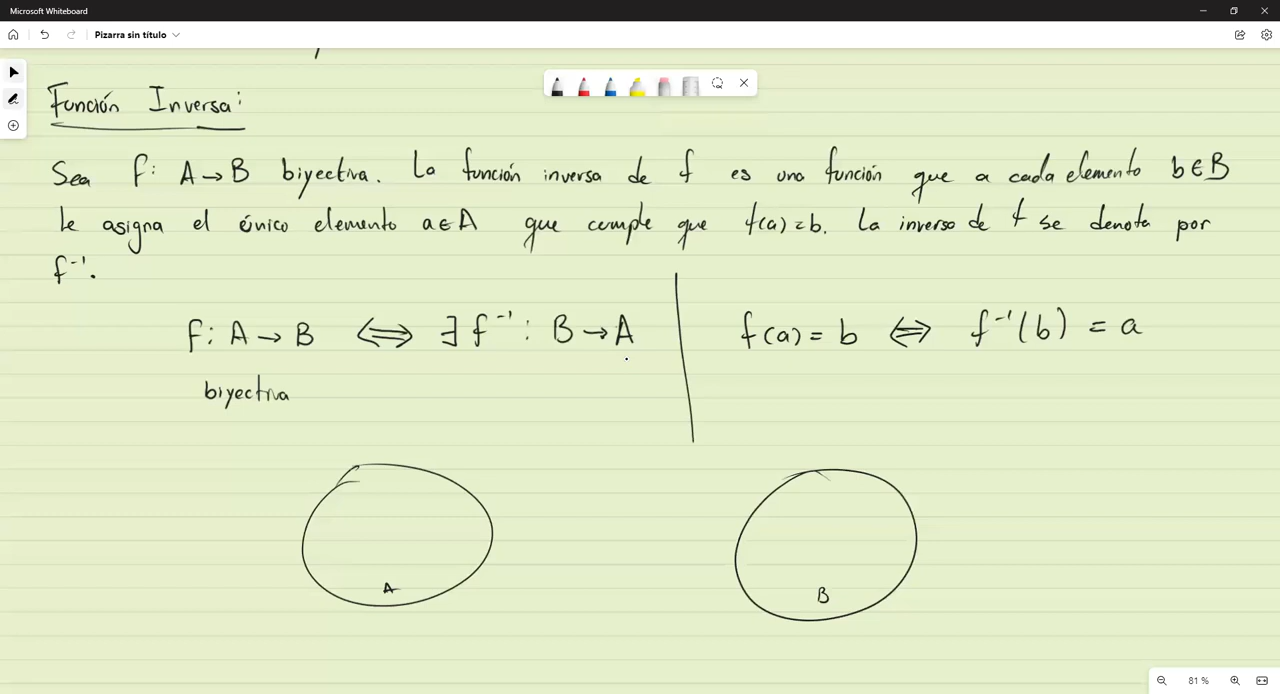 Microsoft Whiteboard
Pizarra sin título
Función Inversa:
Sea f: A→B biyectiva. La función inversa de f es una función que a cada elemento b∈B
le asigna el único elemento a∈A que cumple que f(a)=b. La inversa de f se denota por
f⁻¹.
f: A→B ⟺ ∃ f⁻¹: B→A f(a)=b ⟺ f⁻¹(b)=a
biyectiva
A B
81 %